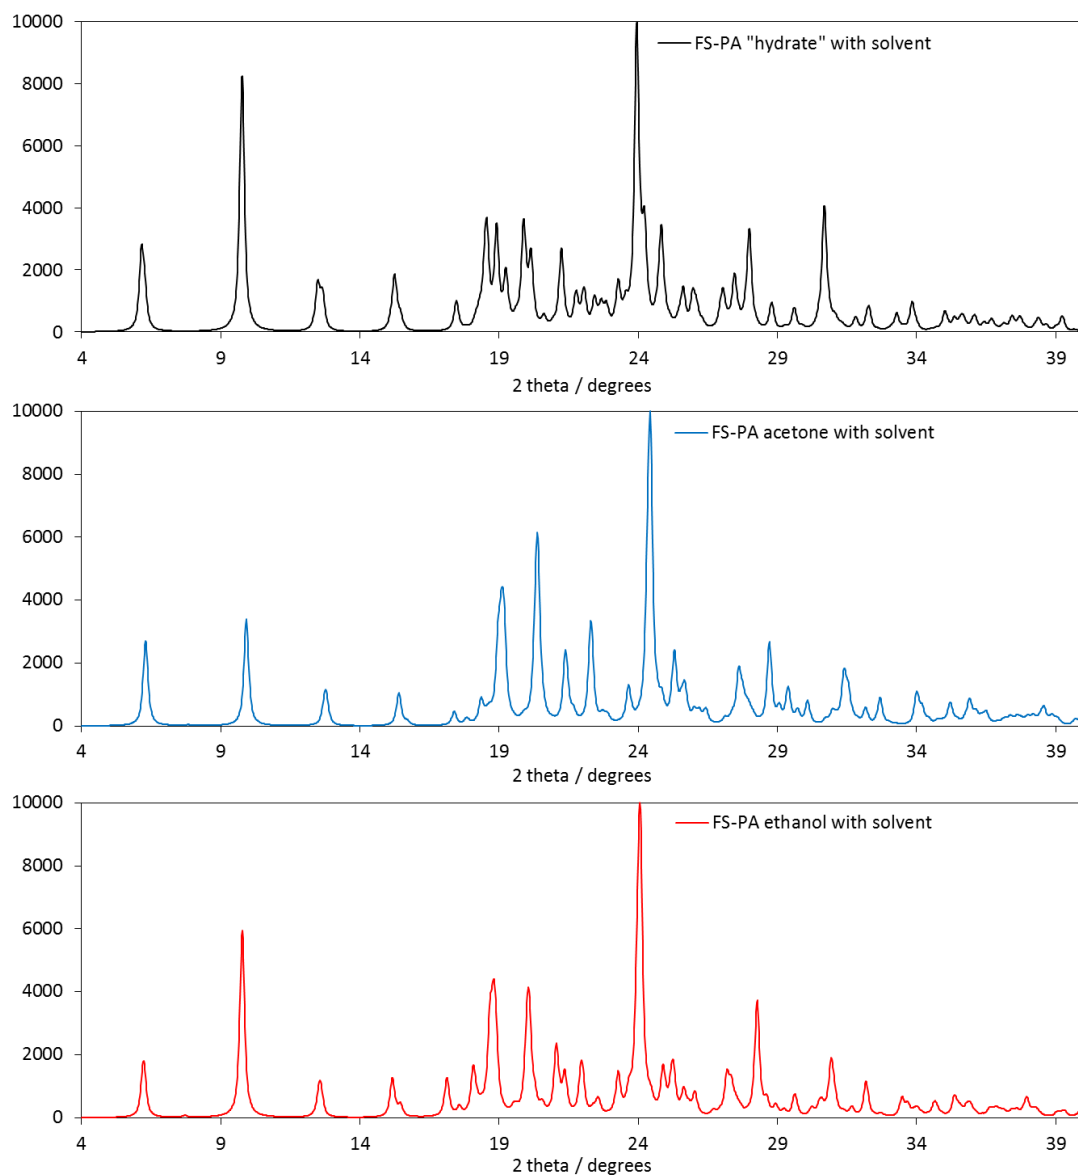 10000
FS-PA "hydrate" with solvent
8000
6000
4000
2000
0
4 9 14 19 24 29 34 39
2 theta / degrees
10000
FS-PA acetone with solvent
8000
6000
4000
2000
0
4 9 14 19 24 29 34 39
2 theta / degrees
10000
FS-PA ethanol with solvent
8000
6000
4000
2000
0
4 9 14 19 24 29 34 39
2 theta / degrees